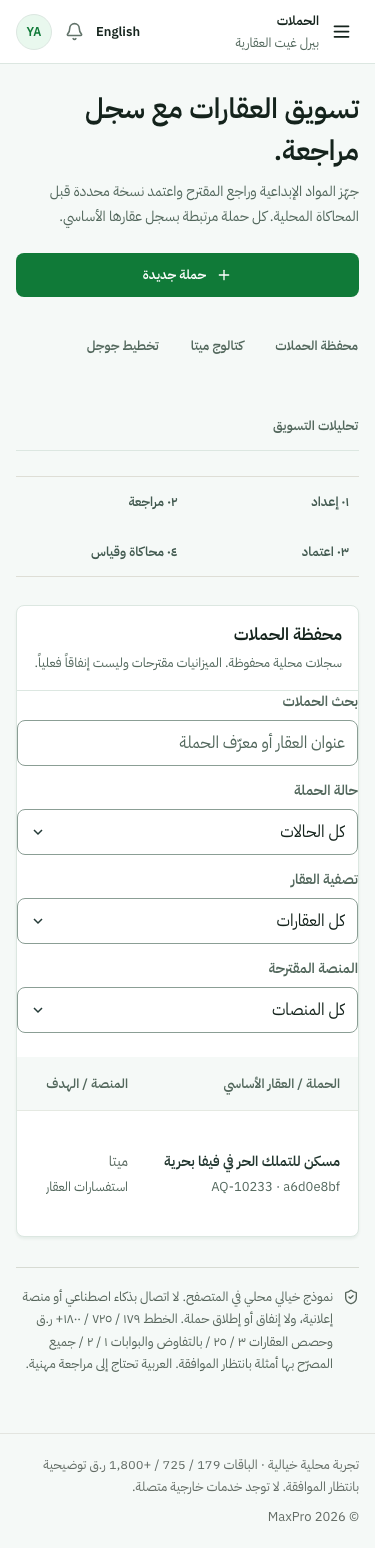 الحملات
بيرل غيت العقارية
English
YA
تسويق العقارات مع سجل
مراجعة.
جهّز المواد الإبداعية وراجع المقترح واعتمد نسخة محددة قبل
المحاكاة المحلية. كل حملة مرتبطة بسجل عقارها الأساسي.
حملة جديدة
محفظة الحملات
كتالوج ميتا
تخطيط جوجل
تحليلات التسويق
٠١ إعداد
٠٢ مراجعة
٠٣ اعتماد
٠٤ محاكاة وقياس
محفظة الحملات
سجلات محلية محفوظة. الميزانيات مقترحات وليست إنفاقاً فعلياً.
بحث الحملات
عنوان العقار أو معرّف الحملة
حالة الحملة
كل الحالات
تصفية العقار
كل العقارات
المنصة المقترحة
كل المنصات
الحملة / العقار الأساسي
المنصة / الهدف
مسكن للتملك الحر في فيفا بحرية
ميتا
AQ-10233 · a6d0e8bf
استفسارات العقار
نموذج خيالي محلي في المتصفح. لا اتصال بذكاء اصطناعي أو منصة
إعلانية، ولا إنفاق أو إطلاق حملة. الخطط ١٧٩ / ٧٢٥ / ١٨٠٠+ ر.ق
وحصص العقارات ٣ / ٢٥ / بالتفاوض والبوابات ١ / ٢ / جميع
المصرّح بها أمثلة بانتظار الموافقة. العربية تحتاج إلى مراجعة مهنية.
تجربة محلية خيالية · الباقات 179 / 725 / +1,800 ر.ق توضيحية
بانتظار الموافقة. لا توجد خدمات خارجية متصلة.
© 2026 MaxPro